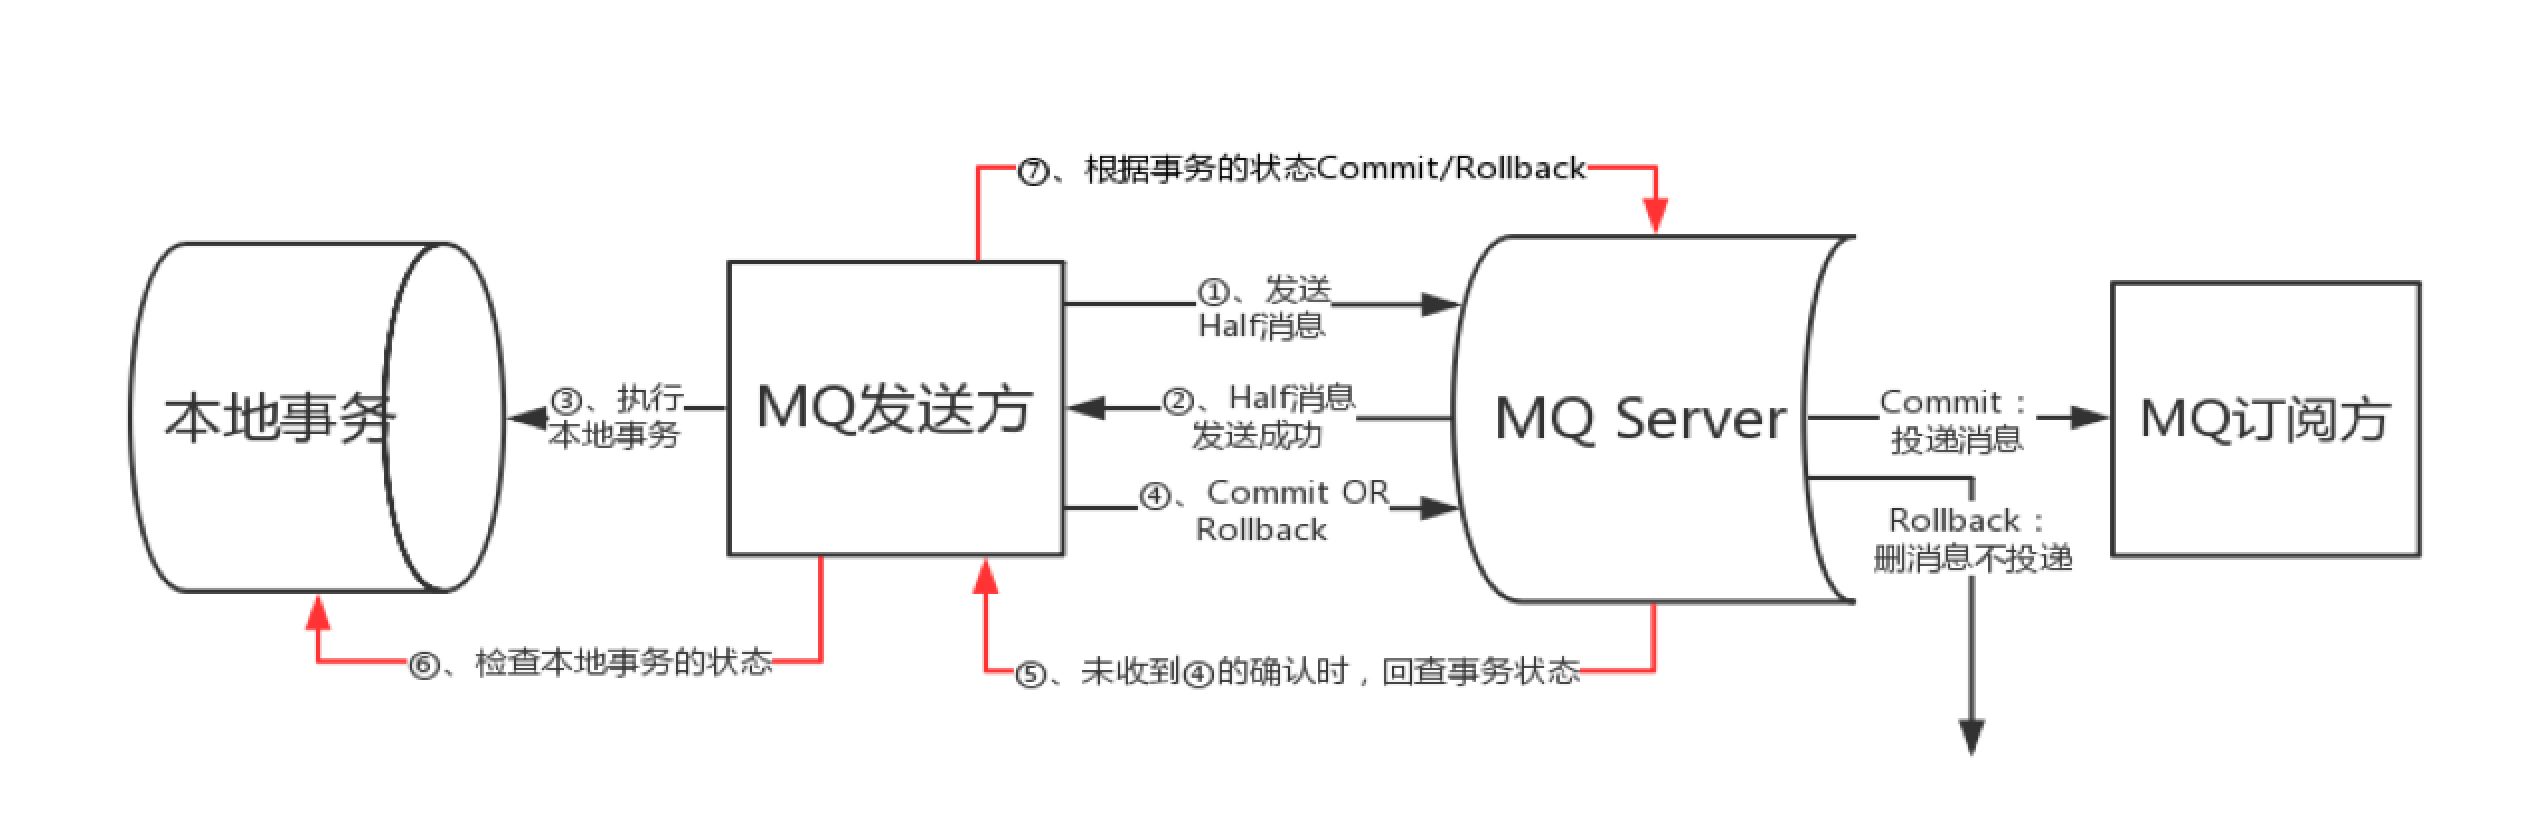 ⑦、根据事务的状态Commit/Rollback
①、发送
Half消息
本地事务
③、执行
本地事务
MQ发送方
②、Half消息
发送成功
MQ Server
Commit：
投递消息
MQ订阅方
④、Commit OR
Rollback
Rollback：
删消息不投递
⑥、检查本地事务的状态
⑤、未收到④的确认时，回查事务状态